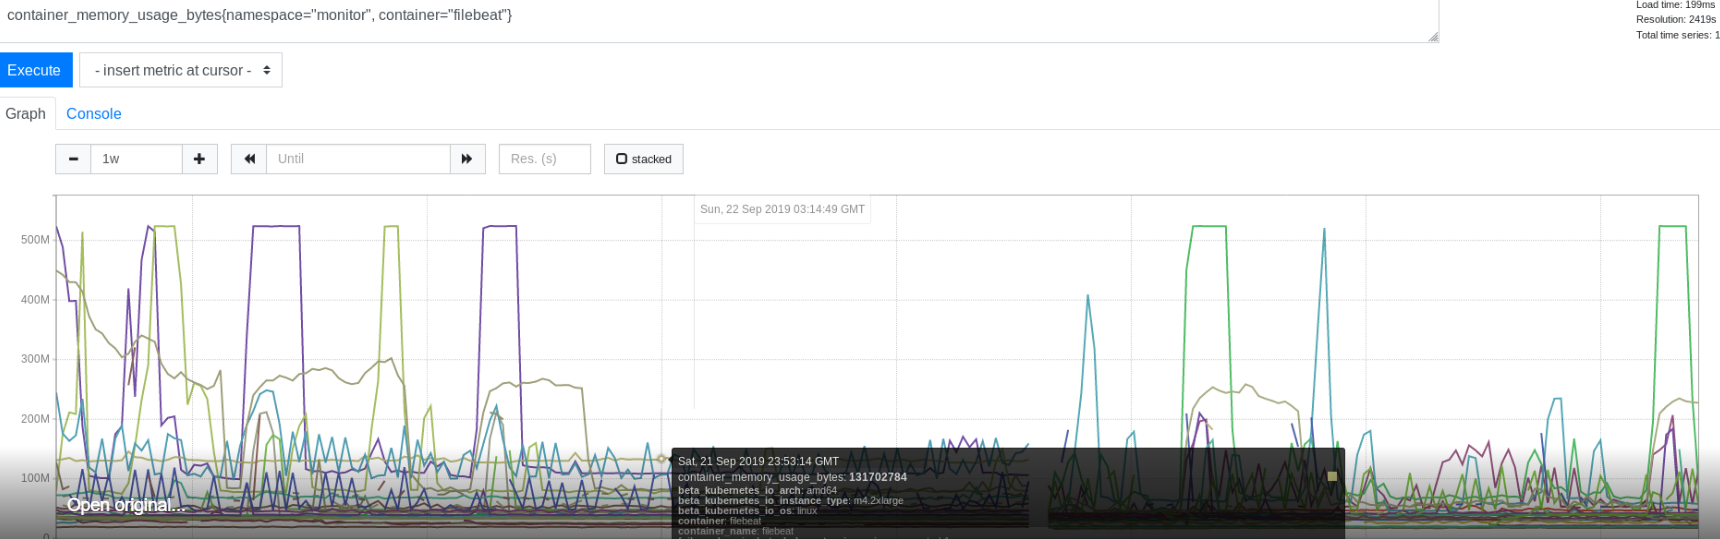 container_memory_usage_bytes{namespace="monitor", container="filebeat"}
Load time: 199ms
Resolution: 2419s
Total time series: 1
Execute
- insert metric at cursor -
Graph
Console
1w
Until
Res. (s)
stacked
Sun, 22 Sep 2019 03:14:49 GMT
500M
400M
300M
200M
100M
0
Sat, 21 Sep 2019 23:53:14 GMT
container_memory_usage_bytes: 131702784
beta_kubernetes_io_arch: amd64
beta_kubernetes_io_instance_type: m4.2xlarge
beta_kubernetes_io_os: linux
container: filebeat
container_name: filebeat
Open original...